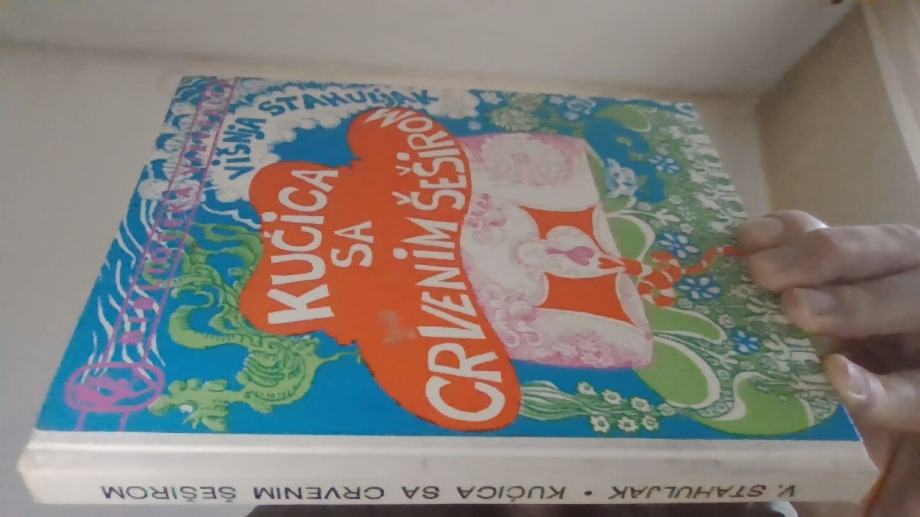 VIŠNJA STAHULJAK
KUĆICA
SA
CRVENIM ŠEŠIROM
V. STAHULJAK • KUĆICA SA CRVENIM ŠEŠIROM